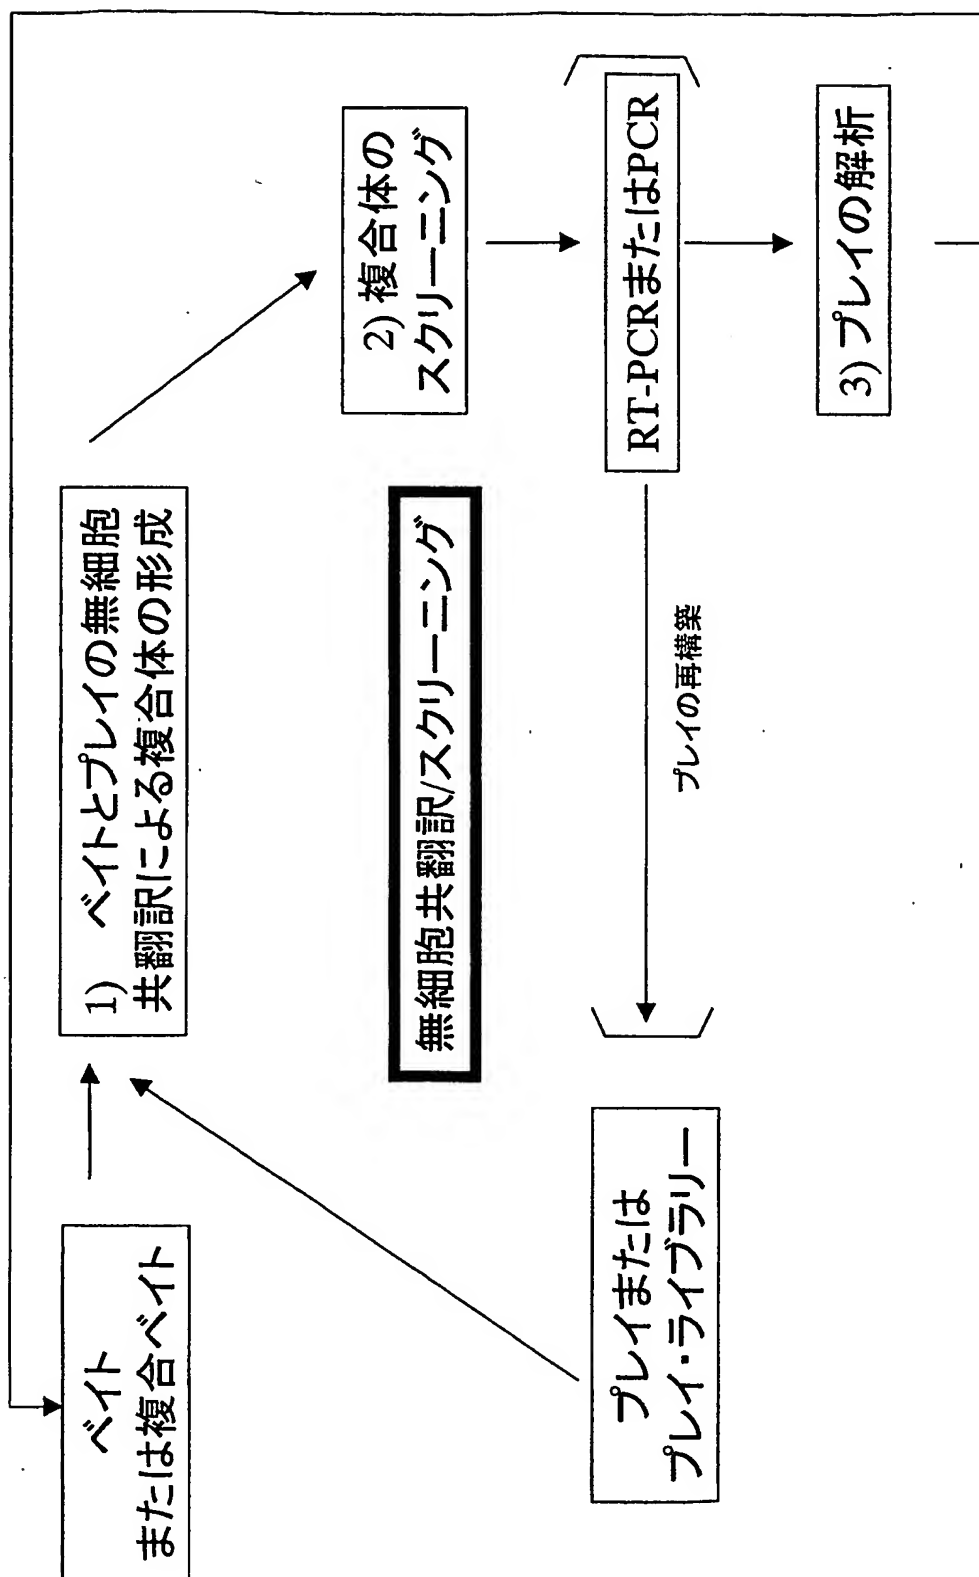 ベイト
または複合ベイト
1) ベイトとプレイの無細胞
共翻訳による複合体の形成
2) 複合体の
スクリーニング
無細胞共翻訳/スクリーニング
プレイまたは
プレイ・ライブラリー
プレイの再構築
RT-PCRまたはPCR
3) プレイの解析